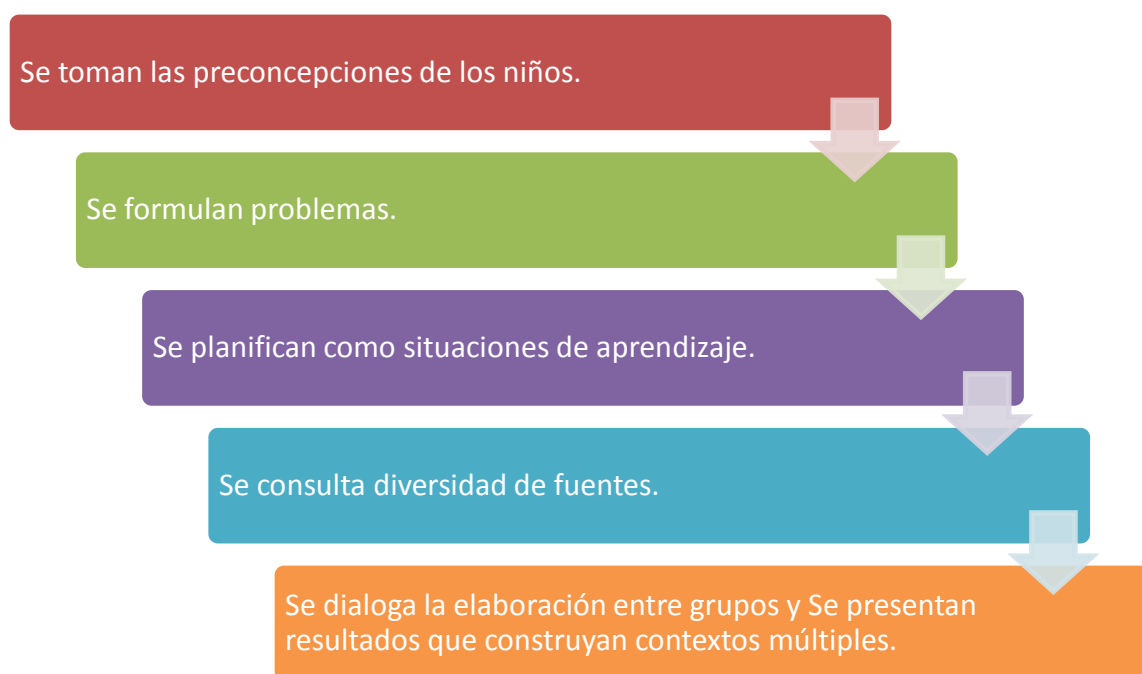 Se toman las preconcepciones de los niños.
Se formulan problemas.
Se planifican como situaciones de aprendizaje.
Se consulta diversidad de fuentes.
Se dialoga la elaboración entre grupos y Se presentan
resultados que construyan contextos múltiples.